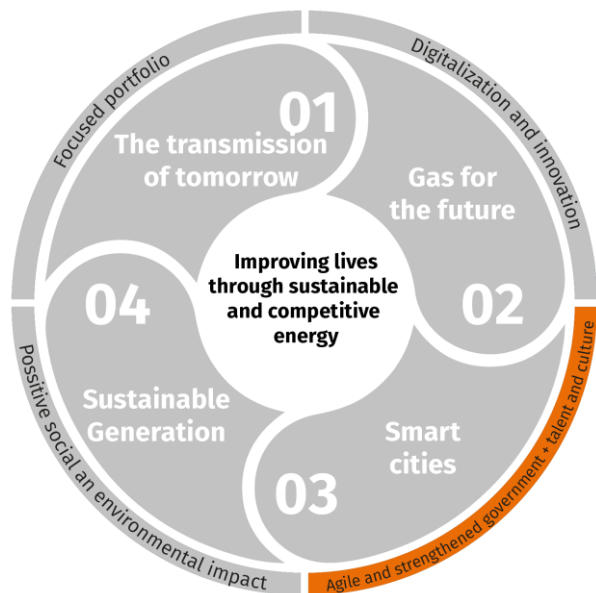 Focused portfolio
Digitalization and innovation
01
The transmission
of tomorrow
Gas for
the future
Improving lives
through sustainable
and competitive
energy
04
02
Sustainable
Generation
Smart
cities
03
Possitive social an environmental impact
Agile and strengthened government + talent and culture